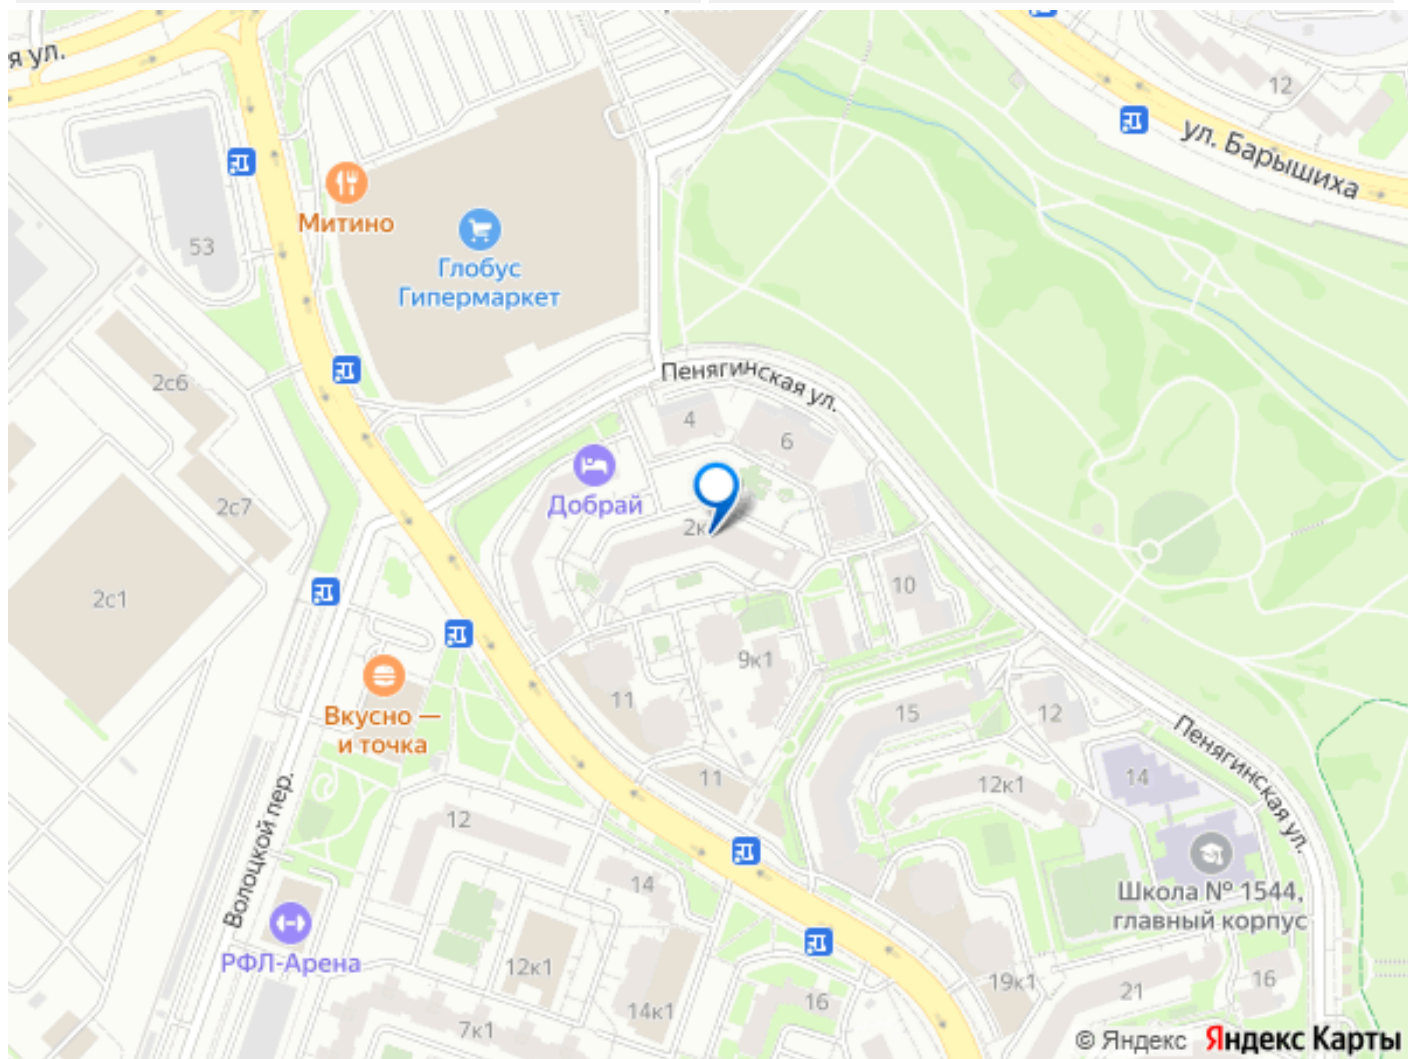 я ул.
12
ул. Барышиха
Митино
53
Глобус
Гипермаркет
Пенягинская ул.
2с6
4
6
Добрай
2с7
2к
2с1
10
9к1
11
15
12
Вкусно —
и точка
Пенягинская ул.
11
12к1
14
Волоцкой пер.
12
14
Школа № 1544,
главный корпус
РФЛ-Арена
12к1
14к1
16
19к1
21
16
7к1
© Яндекс Яндекс Карты